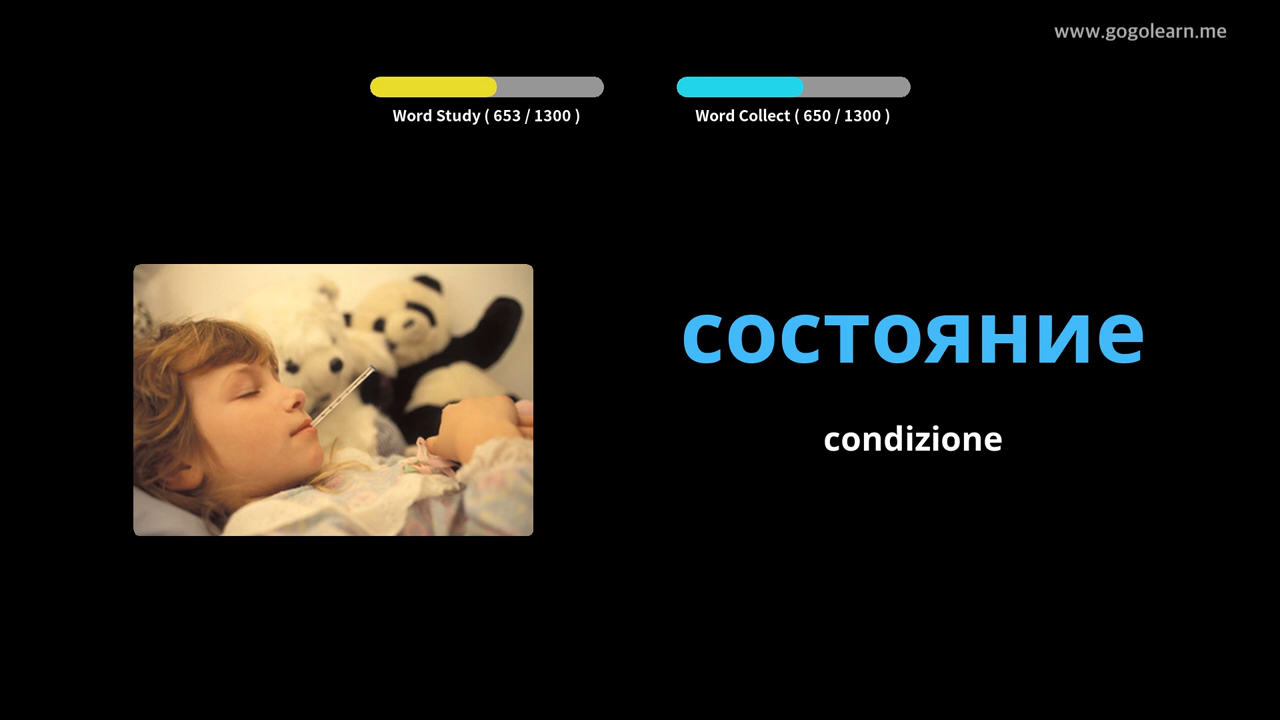 www.gogolearn.me
Word Study ( 653 / 1300 )
Word Collect ( 650 / 1300 )
состояние
condizione